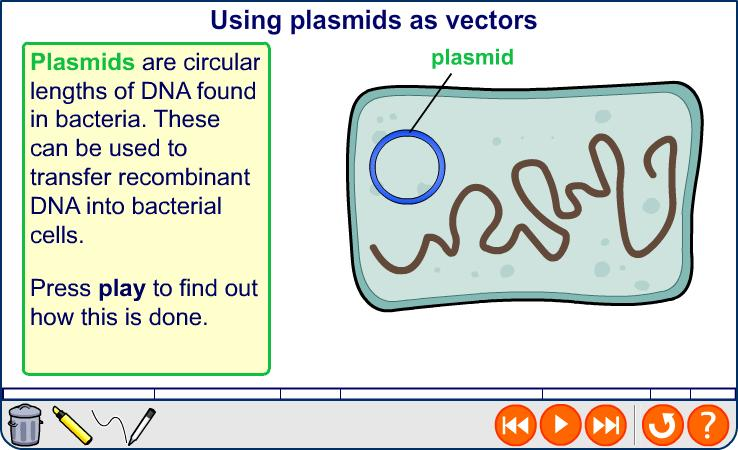 Using plasmids as vectors
Plasmids are circular
lengths of DNA found
in bacteria. These
can be used to
transfer recombinant
DNA into bacterial
cells.
Press play to find out
how this is done.
plasmid
?